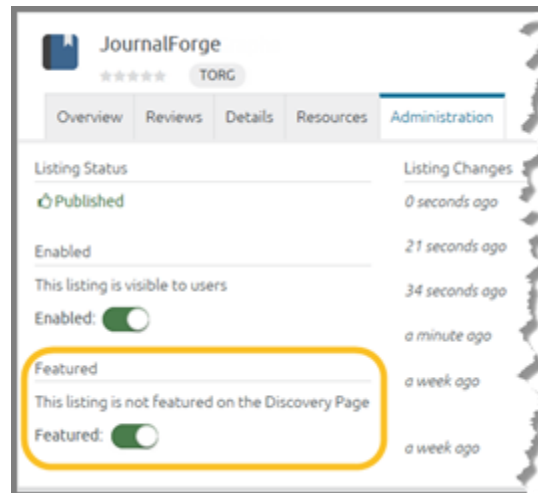 JournalForge
TORG
Overview Reviews Details Resources Administration
Listing Status
Published
Enabled
This listing is visible to users
Enabled:
Featured
This listing is not featured on the Discovery Page
Featured:
Listing Changes
0 seconds ago
21 seconds ago
34 seconds ago
a minute ago
a week ago
a week ago